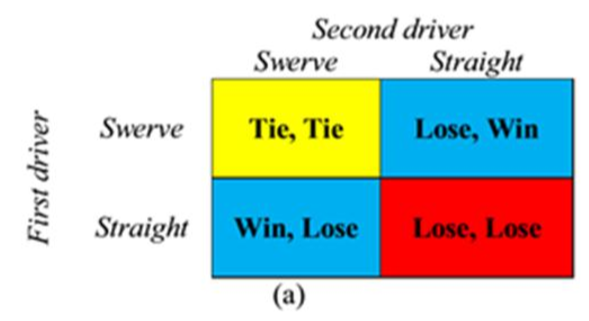 Second driver
Swerve Straight
First driver
Swerve Tie, Tie Lose, Win
Straight Win, Lose Lose, Lose
(a)